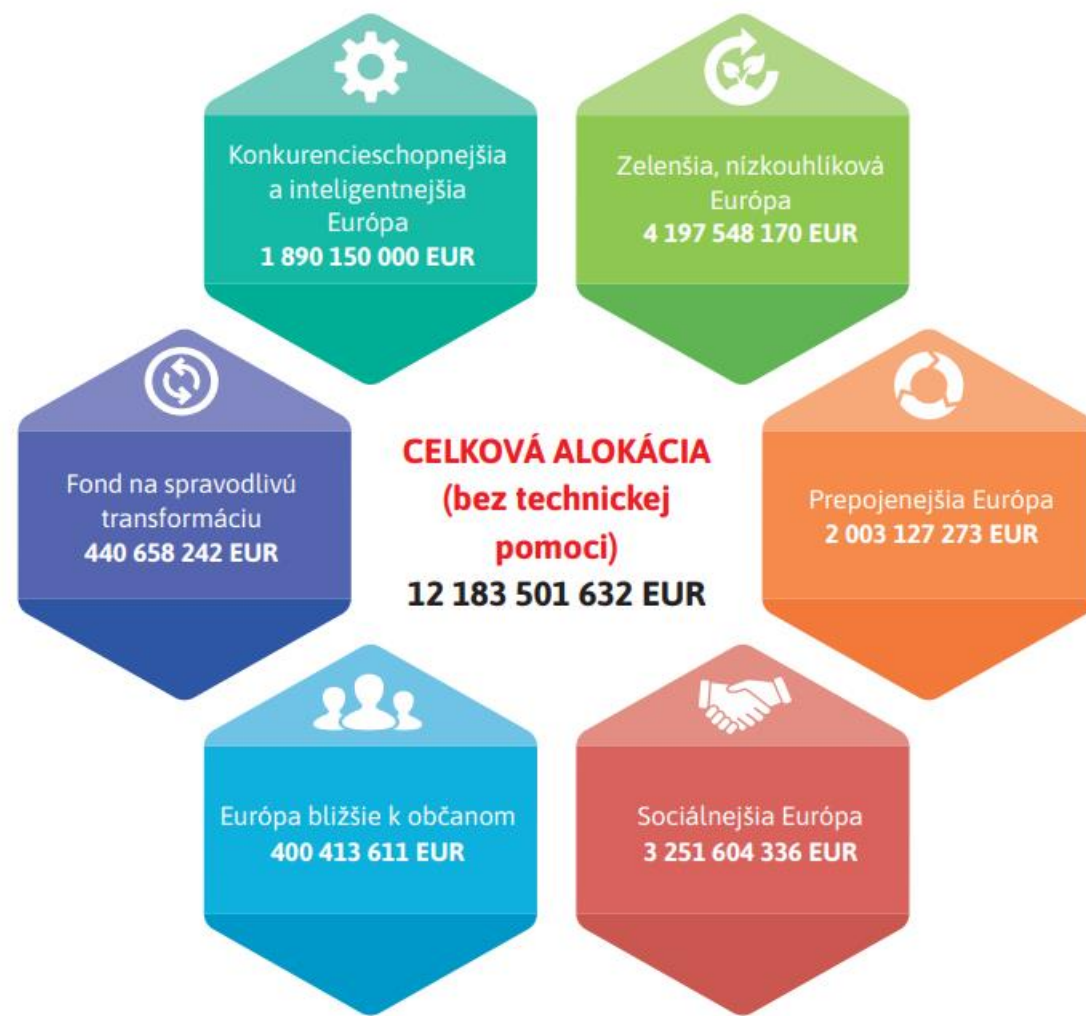 Konkurencieschopnejšia
a inteligentnejšia
Európa
1 890 150 000 EUR
Zelenšia, nízkouhlíková
Európa
4 197 548 170 EUR
Fond na spravodlivú
transformáciu
440 658 242 EUR
CELKOVÁ ALOKÁCIA
(bez technickej
pomoci)
12 183 501 632 EUR
Prepojenejšia Európa
2 003 127 273 EUR
Európa bližšie k občanom
400 413 611 EUR
Sociálnejšia Európa
3 251 604 336 EUR